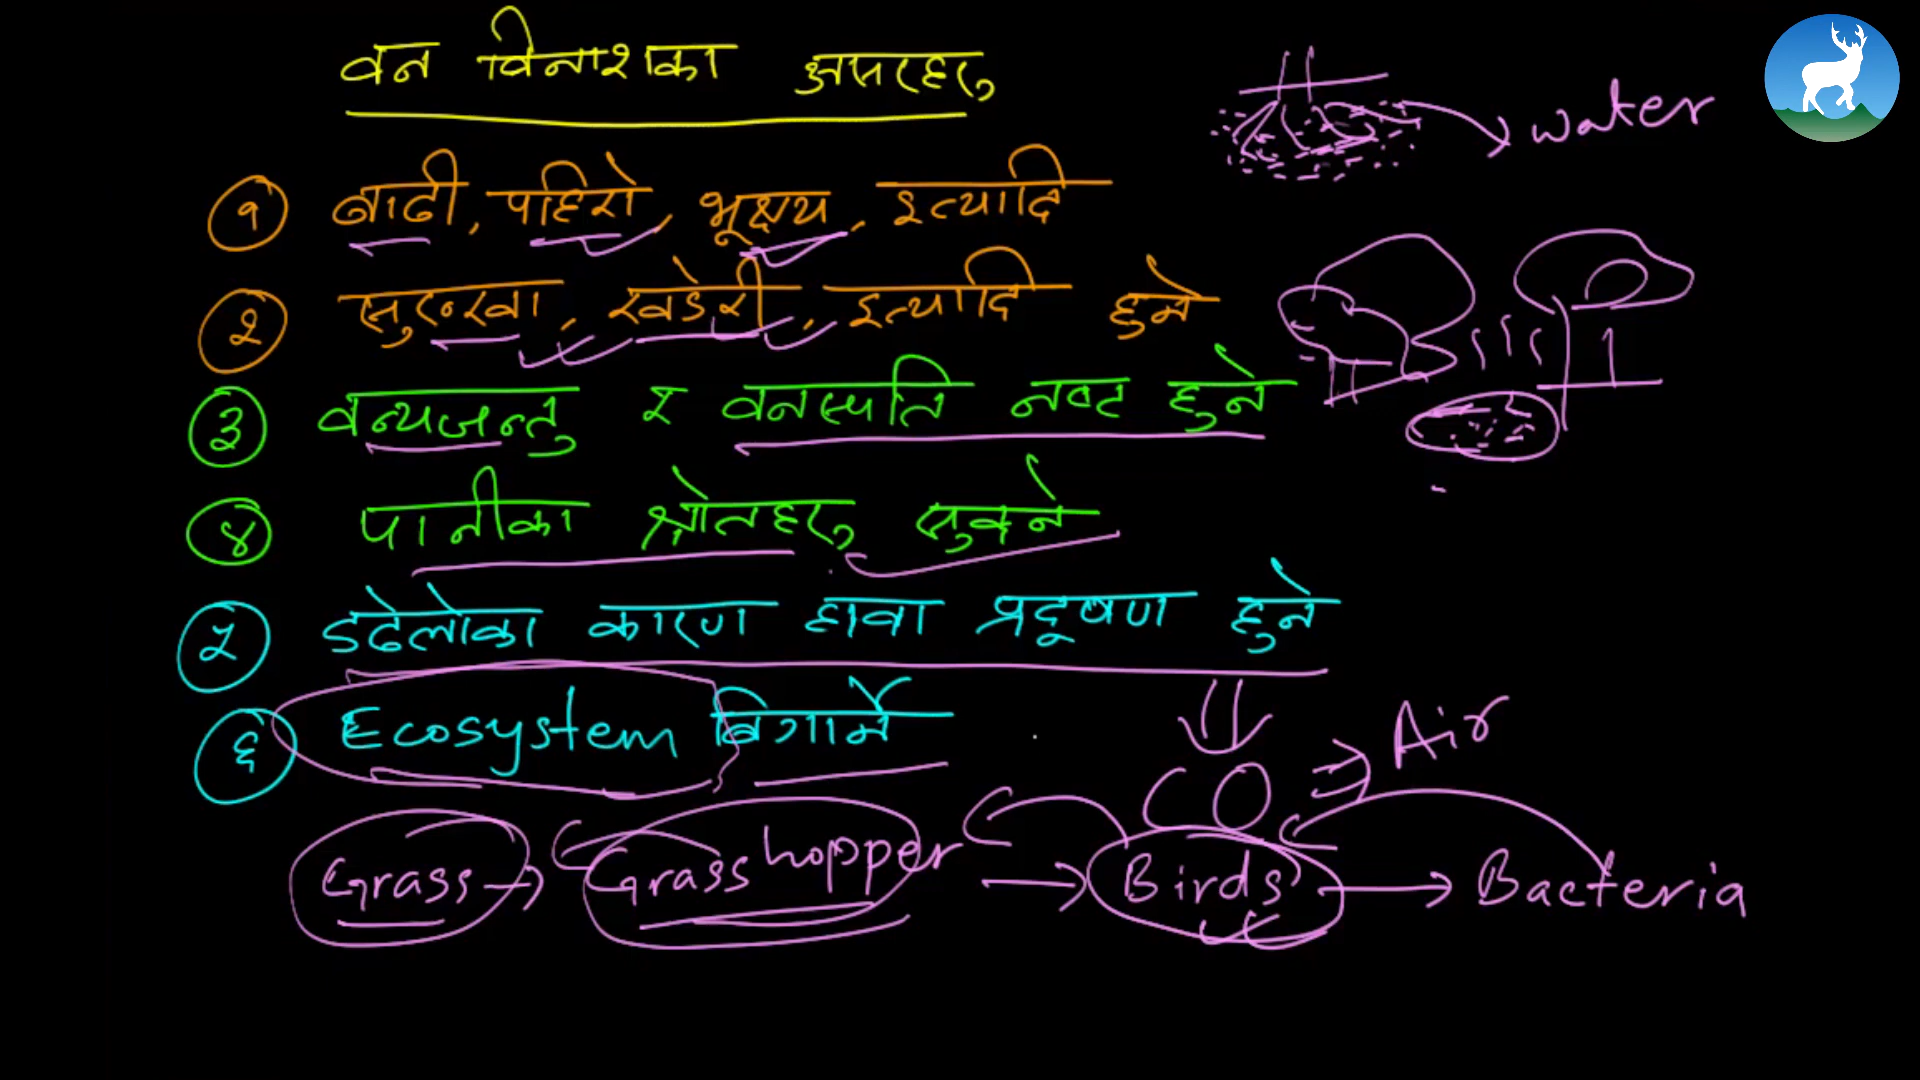 वन विनाशका असरहरु
water
१ बाढी, पहिरो, भूक्षय, इत्यादि
२ सुख्खा, खडेरी, इत्यादि हुने
३ वन्यजन्तु र वनस्पति नष्ट हुने
४ पानीका श्रोतहरु सुक्ने
५ डढेलोका कारण हावा प्रदूषण हुने
६ Ecosystem बिगार्ने
CO ⇒ Air
Grass → Grasshopper → Birds → Bacteria